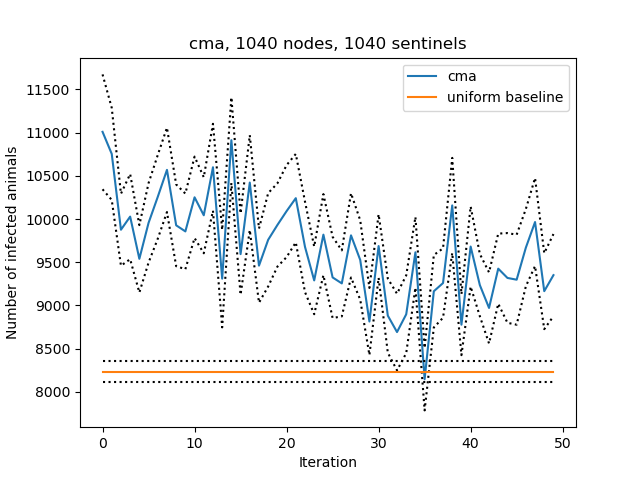 cma, 1040 nodes, 1040 sentinels
cma
uniform baseline
Number of infected animals
11500
11000
10500
10000
9500
9000
8500
8000
0 10 20 30 40 50
Iteration